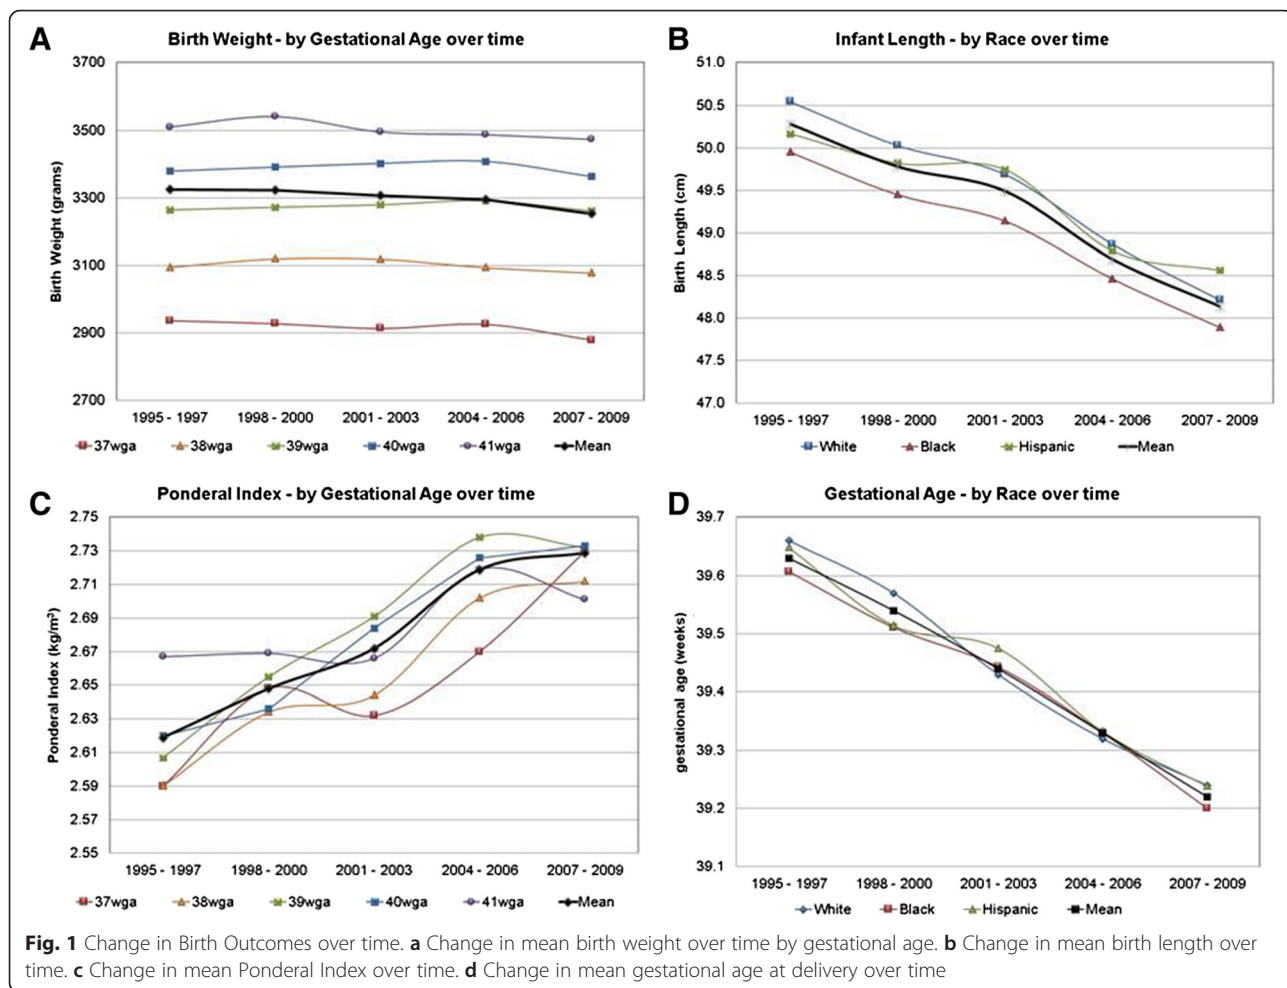 A
Birth Weight - by Gestational Age over time
Birth Weight (grams)
3700
3500
3300
3100
2900
2700
1995 - 1997 1998 - 2000 2001 - 2003 2004 - 2006 2007 - 2009
37wga 38wga 39wga 40wga 41wga Mean
B
Infant Length - by Race over time
Birth Length (cm)
51.0
50.5
50.0
49.5
49.0
48.5
48.0
47.5
47.0
1995 - 1997 1998 - 2000 2001 - 2003 2004 - 2006 2007 - 2009
White Black Hispanic Mean
C
Ponderal Index - by Gestational Age over time
Ponderal Index (kg/m³)
2.75
2.73
2.71
2.69
2.67
2.65
2.63
2.61
2.59
2.57
2.55
1995 - 1997 1998 - 2000 2001 - 2003 2004 - 2006 2007 - 2009
37wga 38wga 39wga 40wga 41wga Mean
D
Gestational Age - by Race over time
gestational age (weeks)
39.7
39.6
39.5
39.4
39.3
39.2
39.1
1995 - 1997 1998 - 2000 2001 - 2003 2004 - 2006 2007 - 2009
White Black Hispanic Mean
Fig. 1 Change in Birth Outcomes over time. a Change in mean birth weight over time by gestational age. b Change in mean birth length over
time. c Change in mean Ponderal Index over time. d Change in mean gestational age at delivery over time